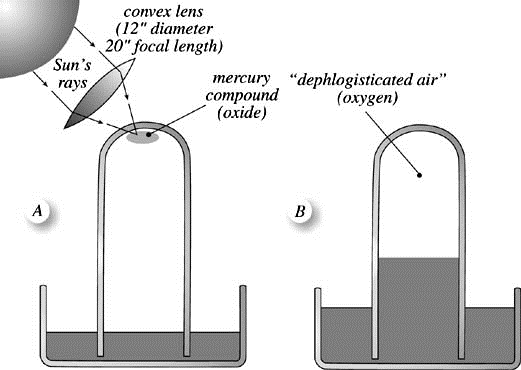 convex lens
(12" diameter
20" focal length)
Sun's
rays
mercury
compound
(oxide)
A
"dephlogisticated air"
(oxygen)
B